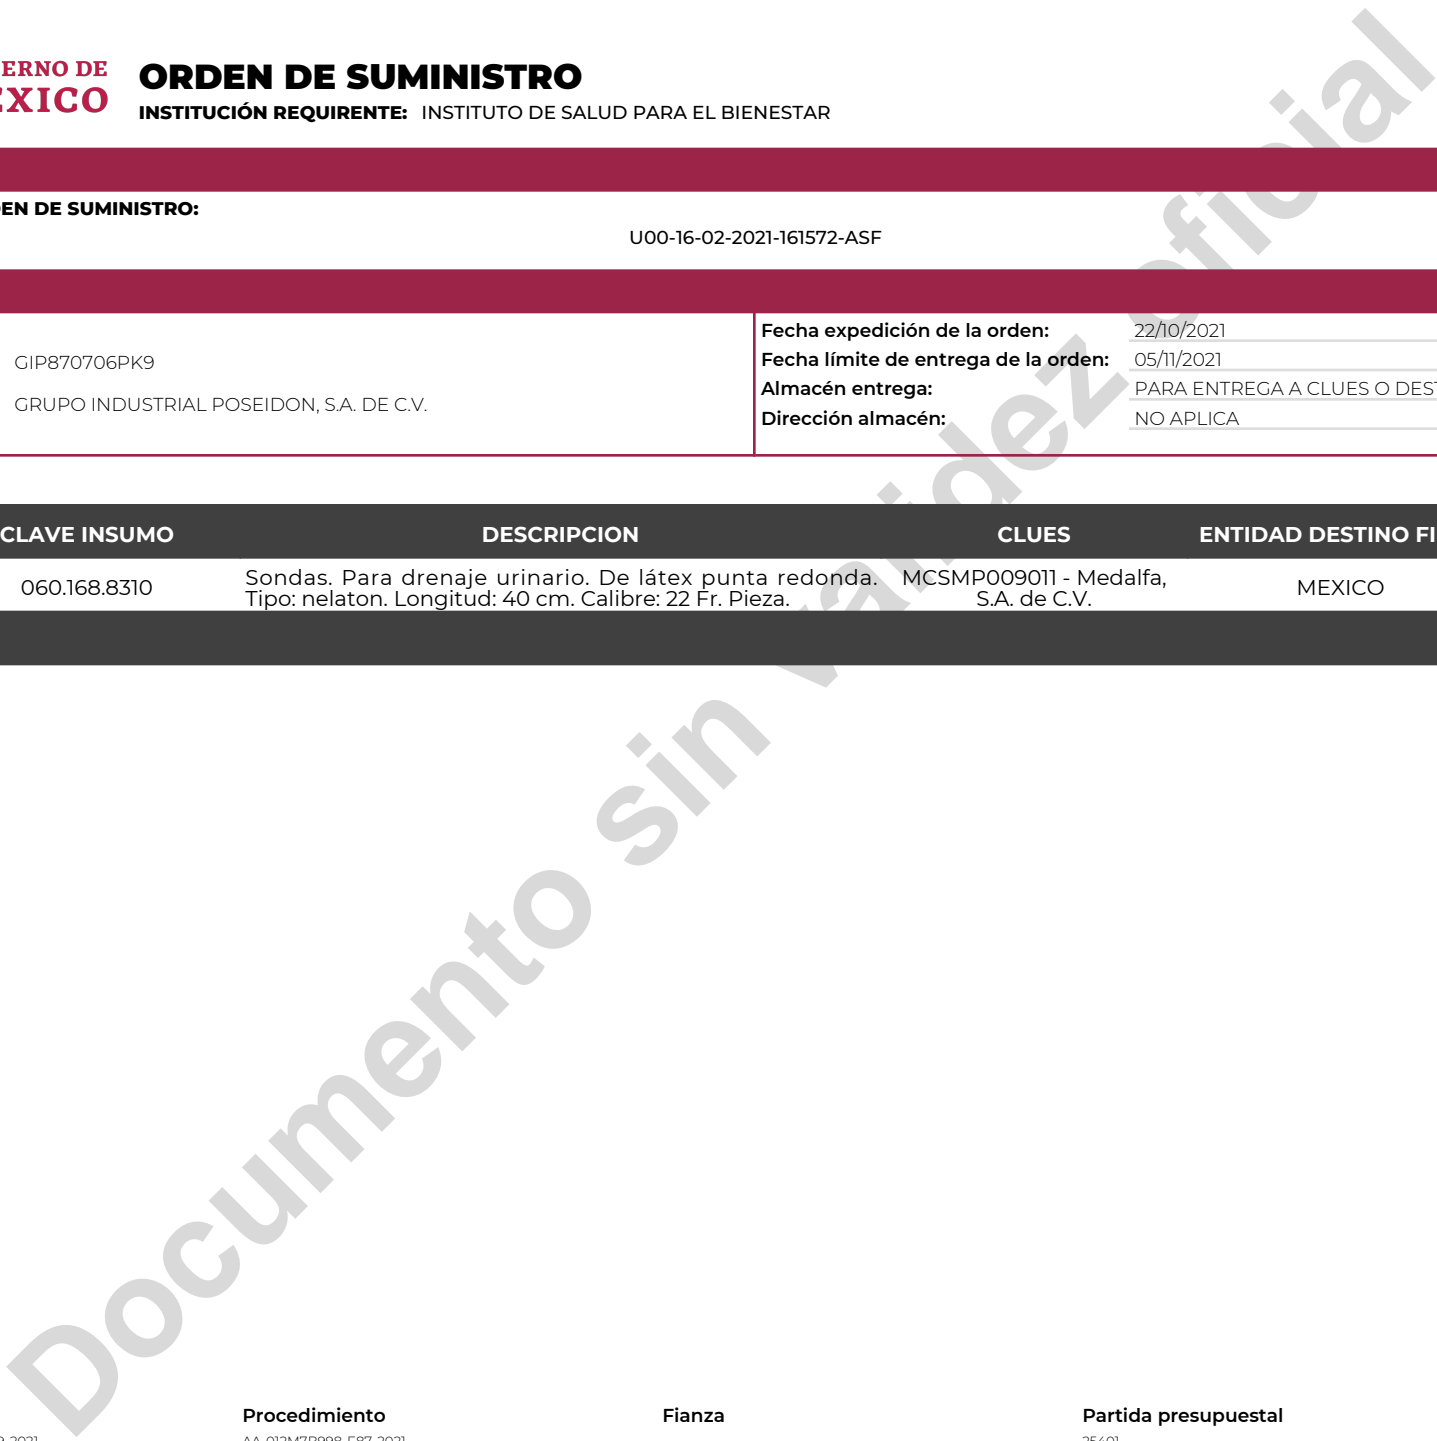 ERNO DE
EXICO
ORDEN DE SUMINISTRO
INSTITUCIÓN REQUIRENTE: INSTITUTO DE SALUD PARA EL BIENESTAR
EN DE SUMINISTRO:
U00-16-02-2021-161572-ASF
GIP870706PK9
GRUPO INDUSTRIAL POSEIDON, S.A. DE C.V.
Fecha expedición de la orden: 22/10/2021
Fecha límite de entrega de la orden: 05/11/2021
Almacén entrega: PARA ENTREGA A CLUES O DEST
Dirección almacén: NO APLICA
CLAVE INSUMO DESCRIPCION CLUES ENTIDAD DESTINO FI
060.168.8310 Sondas. Para drenaje urinario. De látex punta redonda. MCSMP009011 - Medalfa, MEXICO
Tipo: nelaton. Longitud: 40 cm. Calibre: 22 Fr. Pieza. S.A. de C.V.
Documento sin validez oficial
Procedimiento Fianza Partida presupuestal